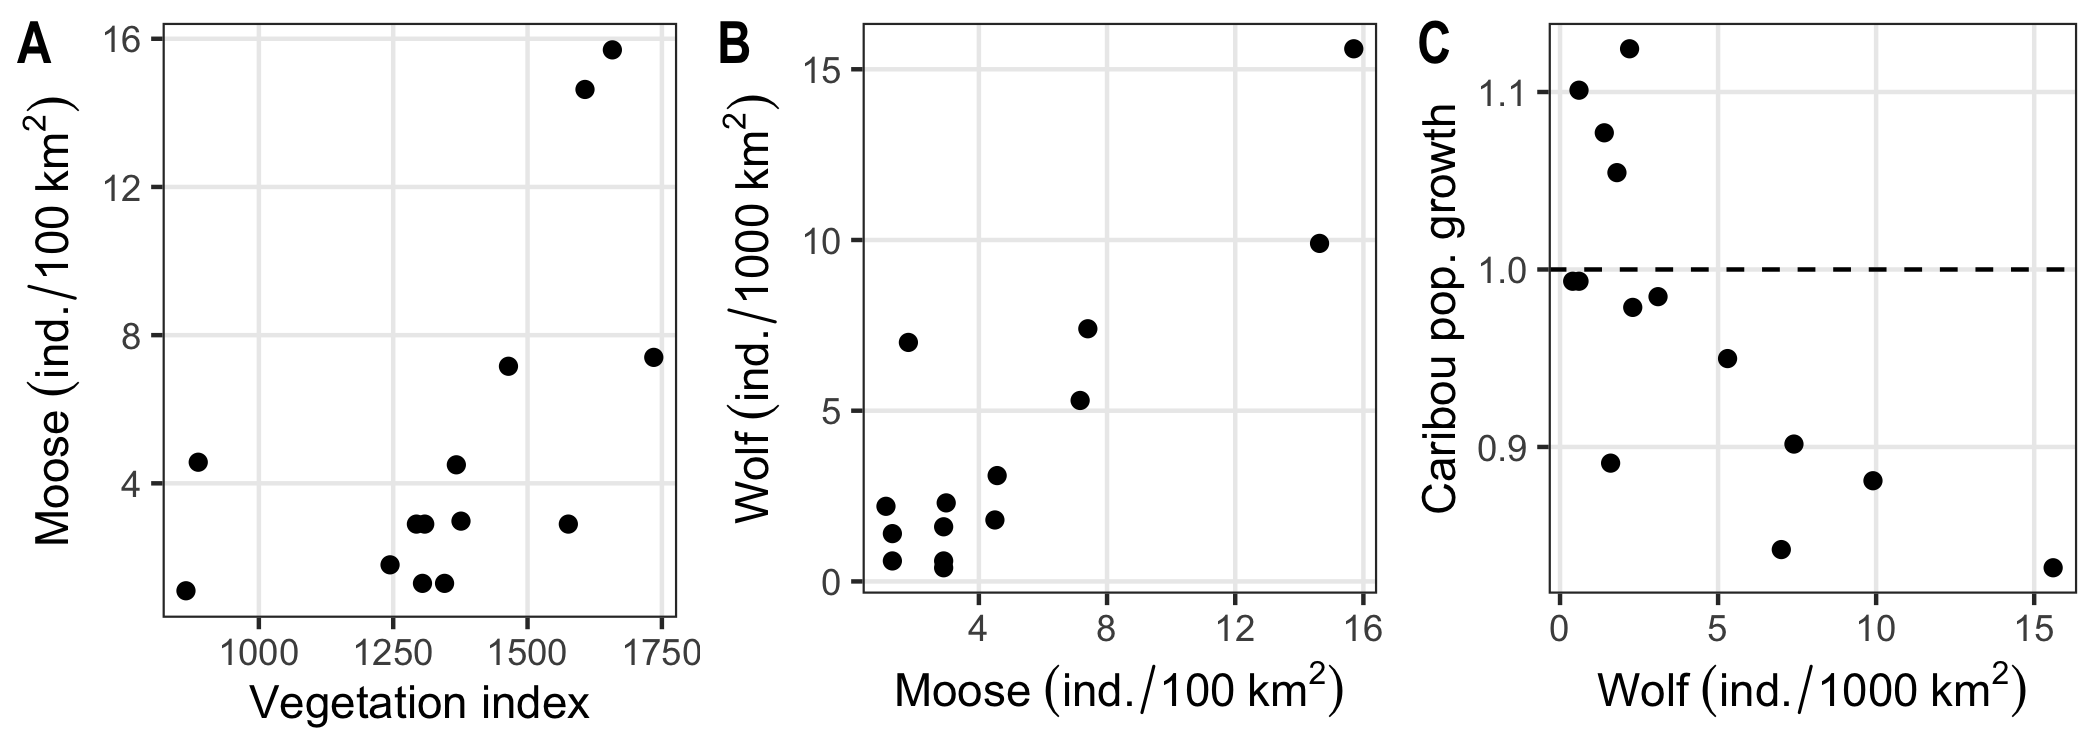 A
16
12
8
4
Moose (ind./100 km²)
1000 1250 1500 1750
Vegetation index
B
15
10
5
0
Wolf (ind./1000 km²)
4 8 12 16
Moose (ind./100 km²)
C
1.1
1.0
0.9
Caribou pop. growth
0 5 10 15
Wolf (ind./1000 km²)